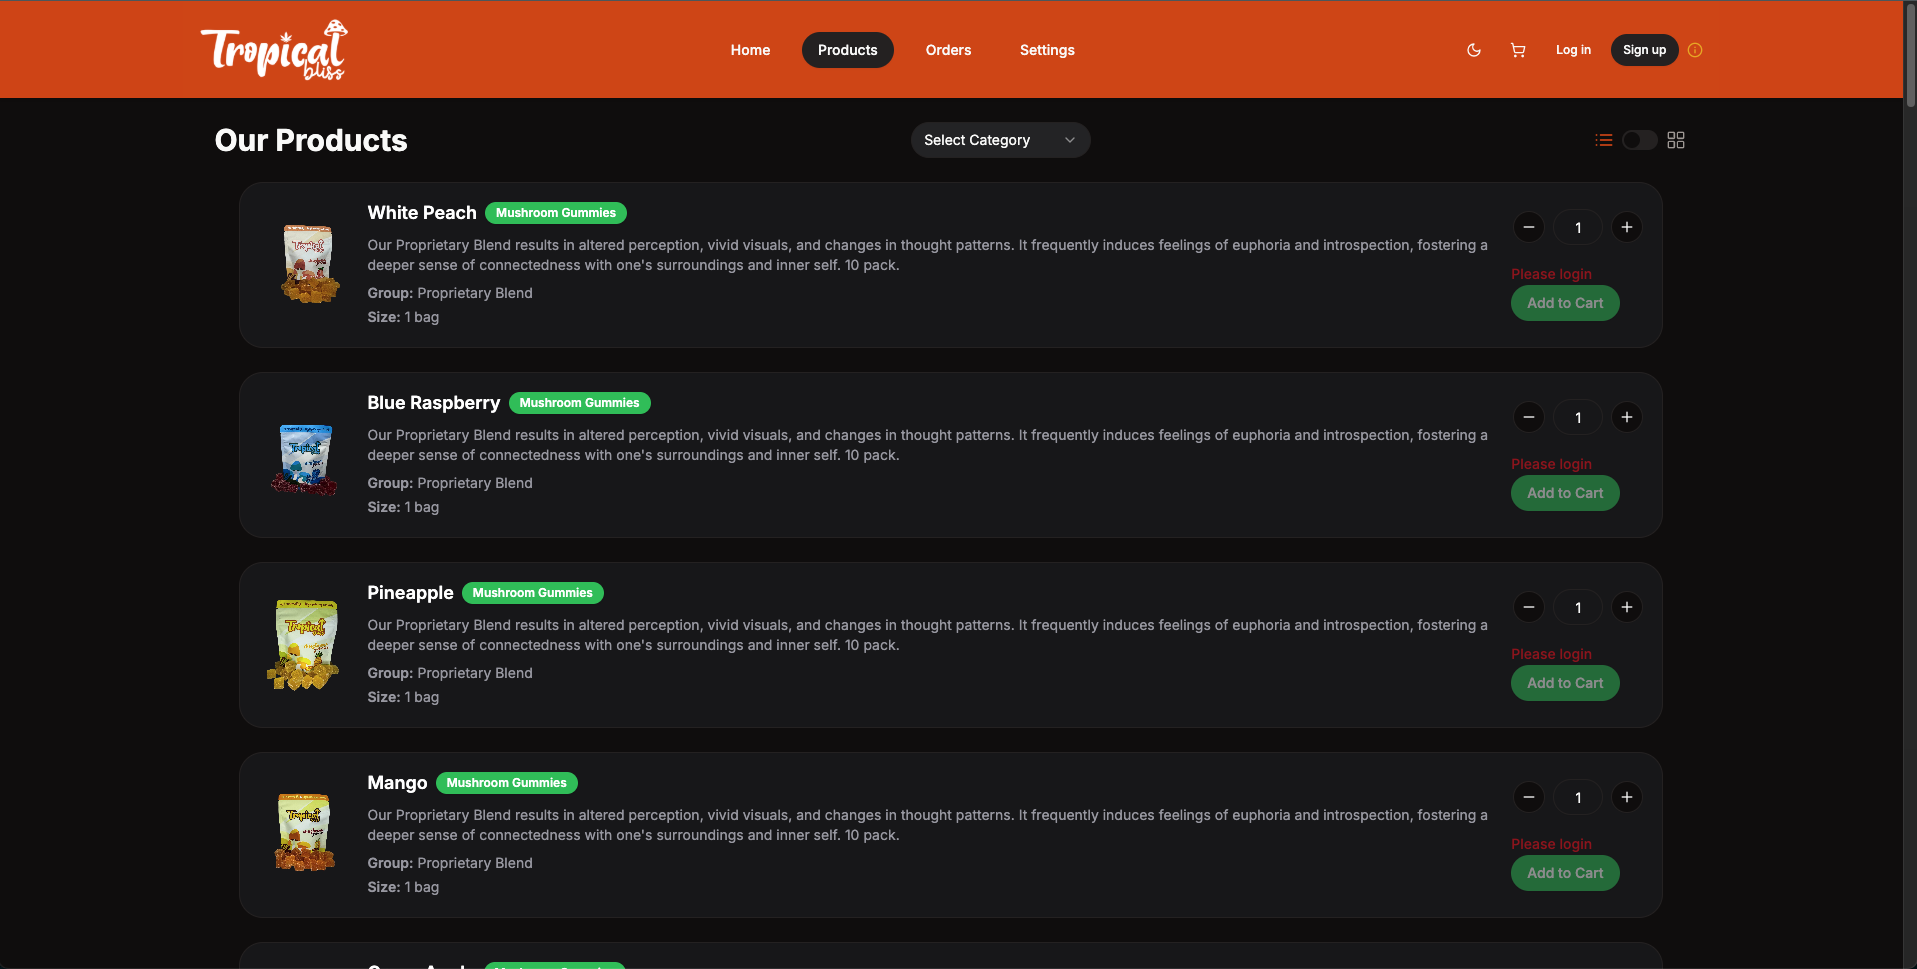 Tropical
bliss
Home
Products
Orders
Settings
Log in
Sign up
Our Products
Select Category
White Peach
Mushroom Gummies
Our Proprietary Blend results in altered perception, vivid visuals, and changes in thought patterns. It frequently induces feelings of euphoria and introspection, fostering a
deeper sense of connectedness with one's surroundings and inner self. 10 pack.
Group: Proprietary Blend
Size: 1 bag
1
Please login
Add to Cart
Blue Raspberry
Mushroom Gummies
Our Proprietary Blend results in altered perception, vivid visuals, and changes in thought patterns. It frequently induces feelings of euphoria and introspection, fostering a
deeper sense of connectedness with one's surroundings and inner self. 10 pack.
Group: Proprietary Blend
Size: 1 bag
1
Please login
Add to Cart
Tropical
Pineapple
Mushroom Gummies
Our Proprietary Blend results in altered perception, vivid visuals, and changes in thought patterns. It frequently induces feelings of euphoria and introspection, fostering a
deeper sense of connectedness with one's surroundings and inner self. 10 pack.
Group: Proprietary Blend
Size: 1 bag
1
Please login
Add to Cart
Mango
Mushroom Gummies
Our Proprietary Blend results in altered perception, vivid visuals, and changes in thought patterns. It frequently induces feelings of euphoria and introspection, fostering a
deeper sense of connectedness with one's surroundings and inner self. 10 pack.
Group: Proprietary Blend
Size: 1 bag
1
Please login
Add to Cart